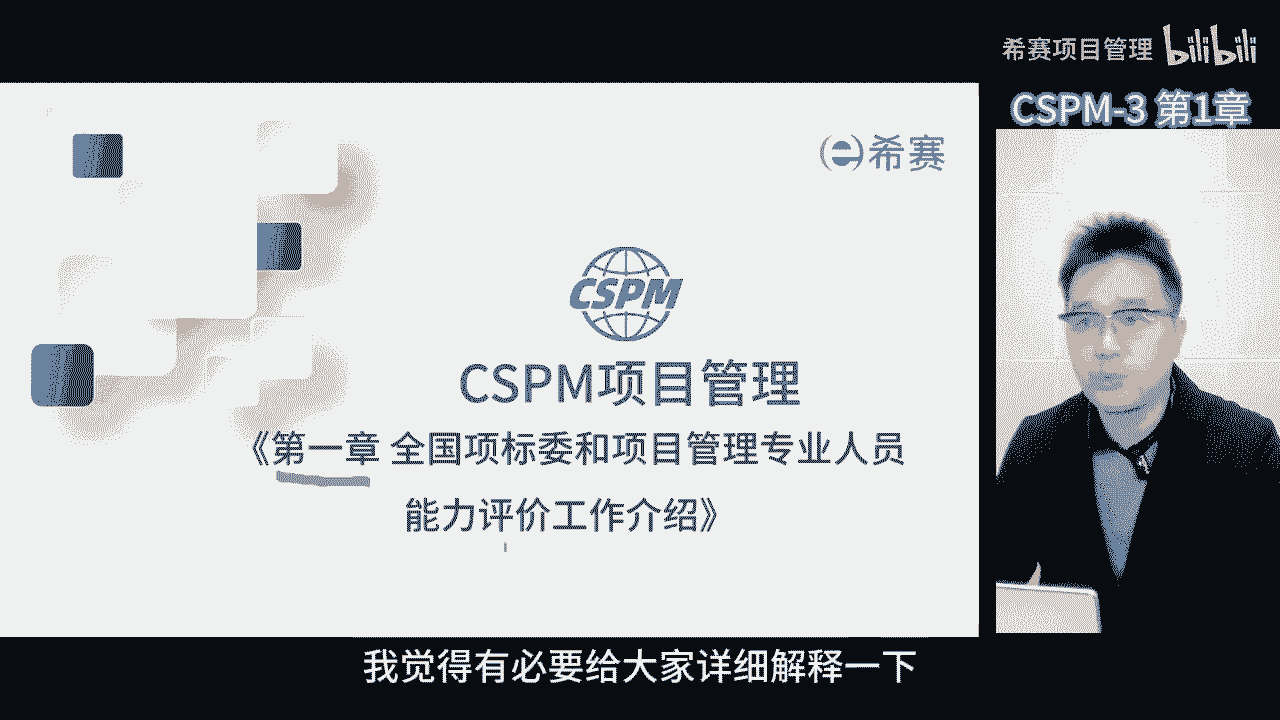 希赛项目管理 bilibili
CSPM-3 第1章
希赛
CSPM
CSPM项目管理
《第一章 全国项标委和项目管理专业人员
能力评价工作介绍》
我觉得有必要给大家详细解释一下